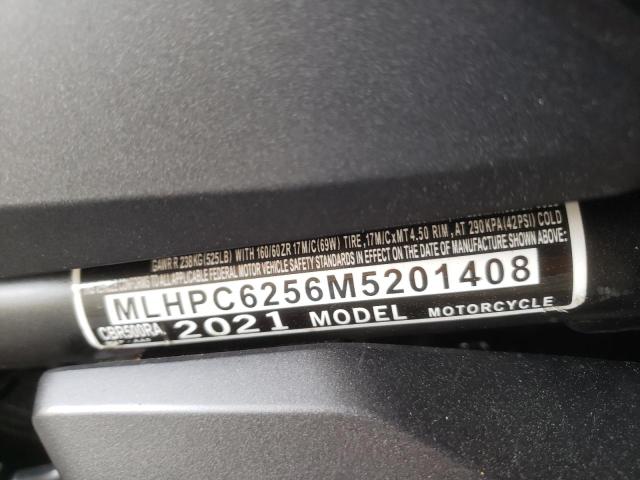 GAWR R. 238KG(525LB) WITH 160/60ZR 17M/C(69W) TIRE, 17M/CxMT4.50 RIM, AT 290KPA(42PSI) COLD
CONFORMS TO ALL APPLICABLE FEDERAL MOTOR VEHICLE SAFETY STANDARDS IN EFFECT ON THE DATE OF MANUFACTURE SHOWN ABOVE:
MLHPC6256M5201408
CBR500RA 2021 MODEL MOTORCYCLE